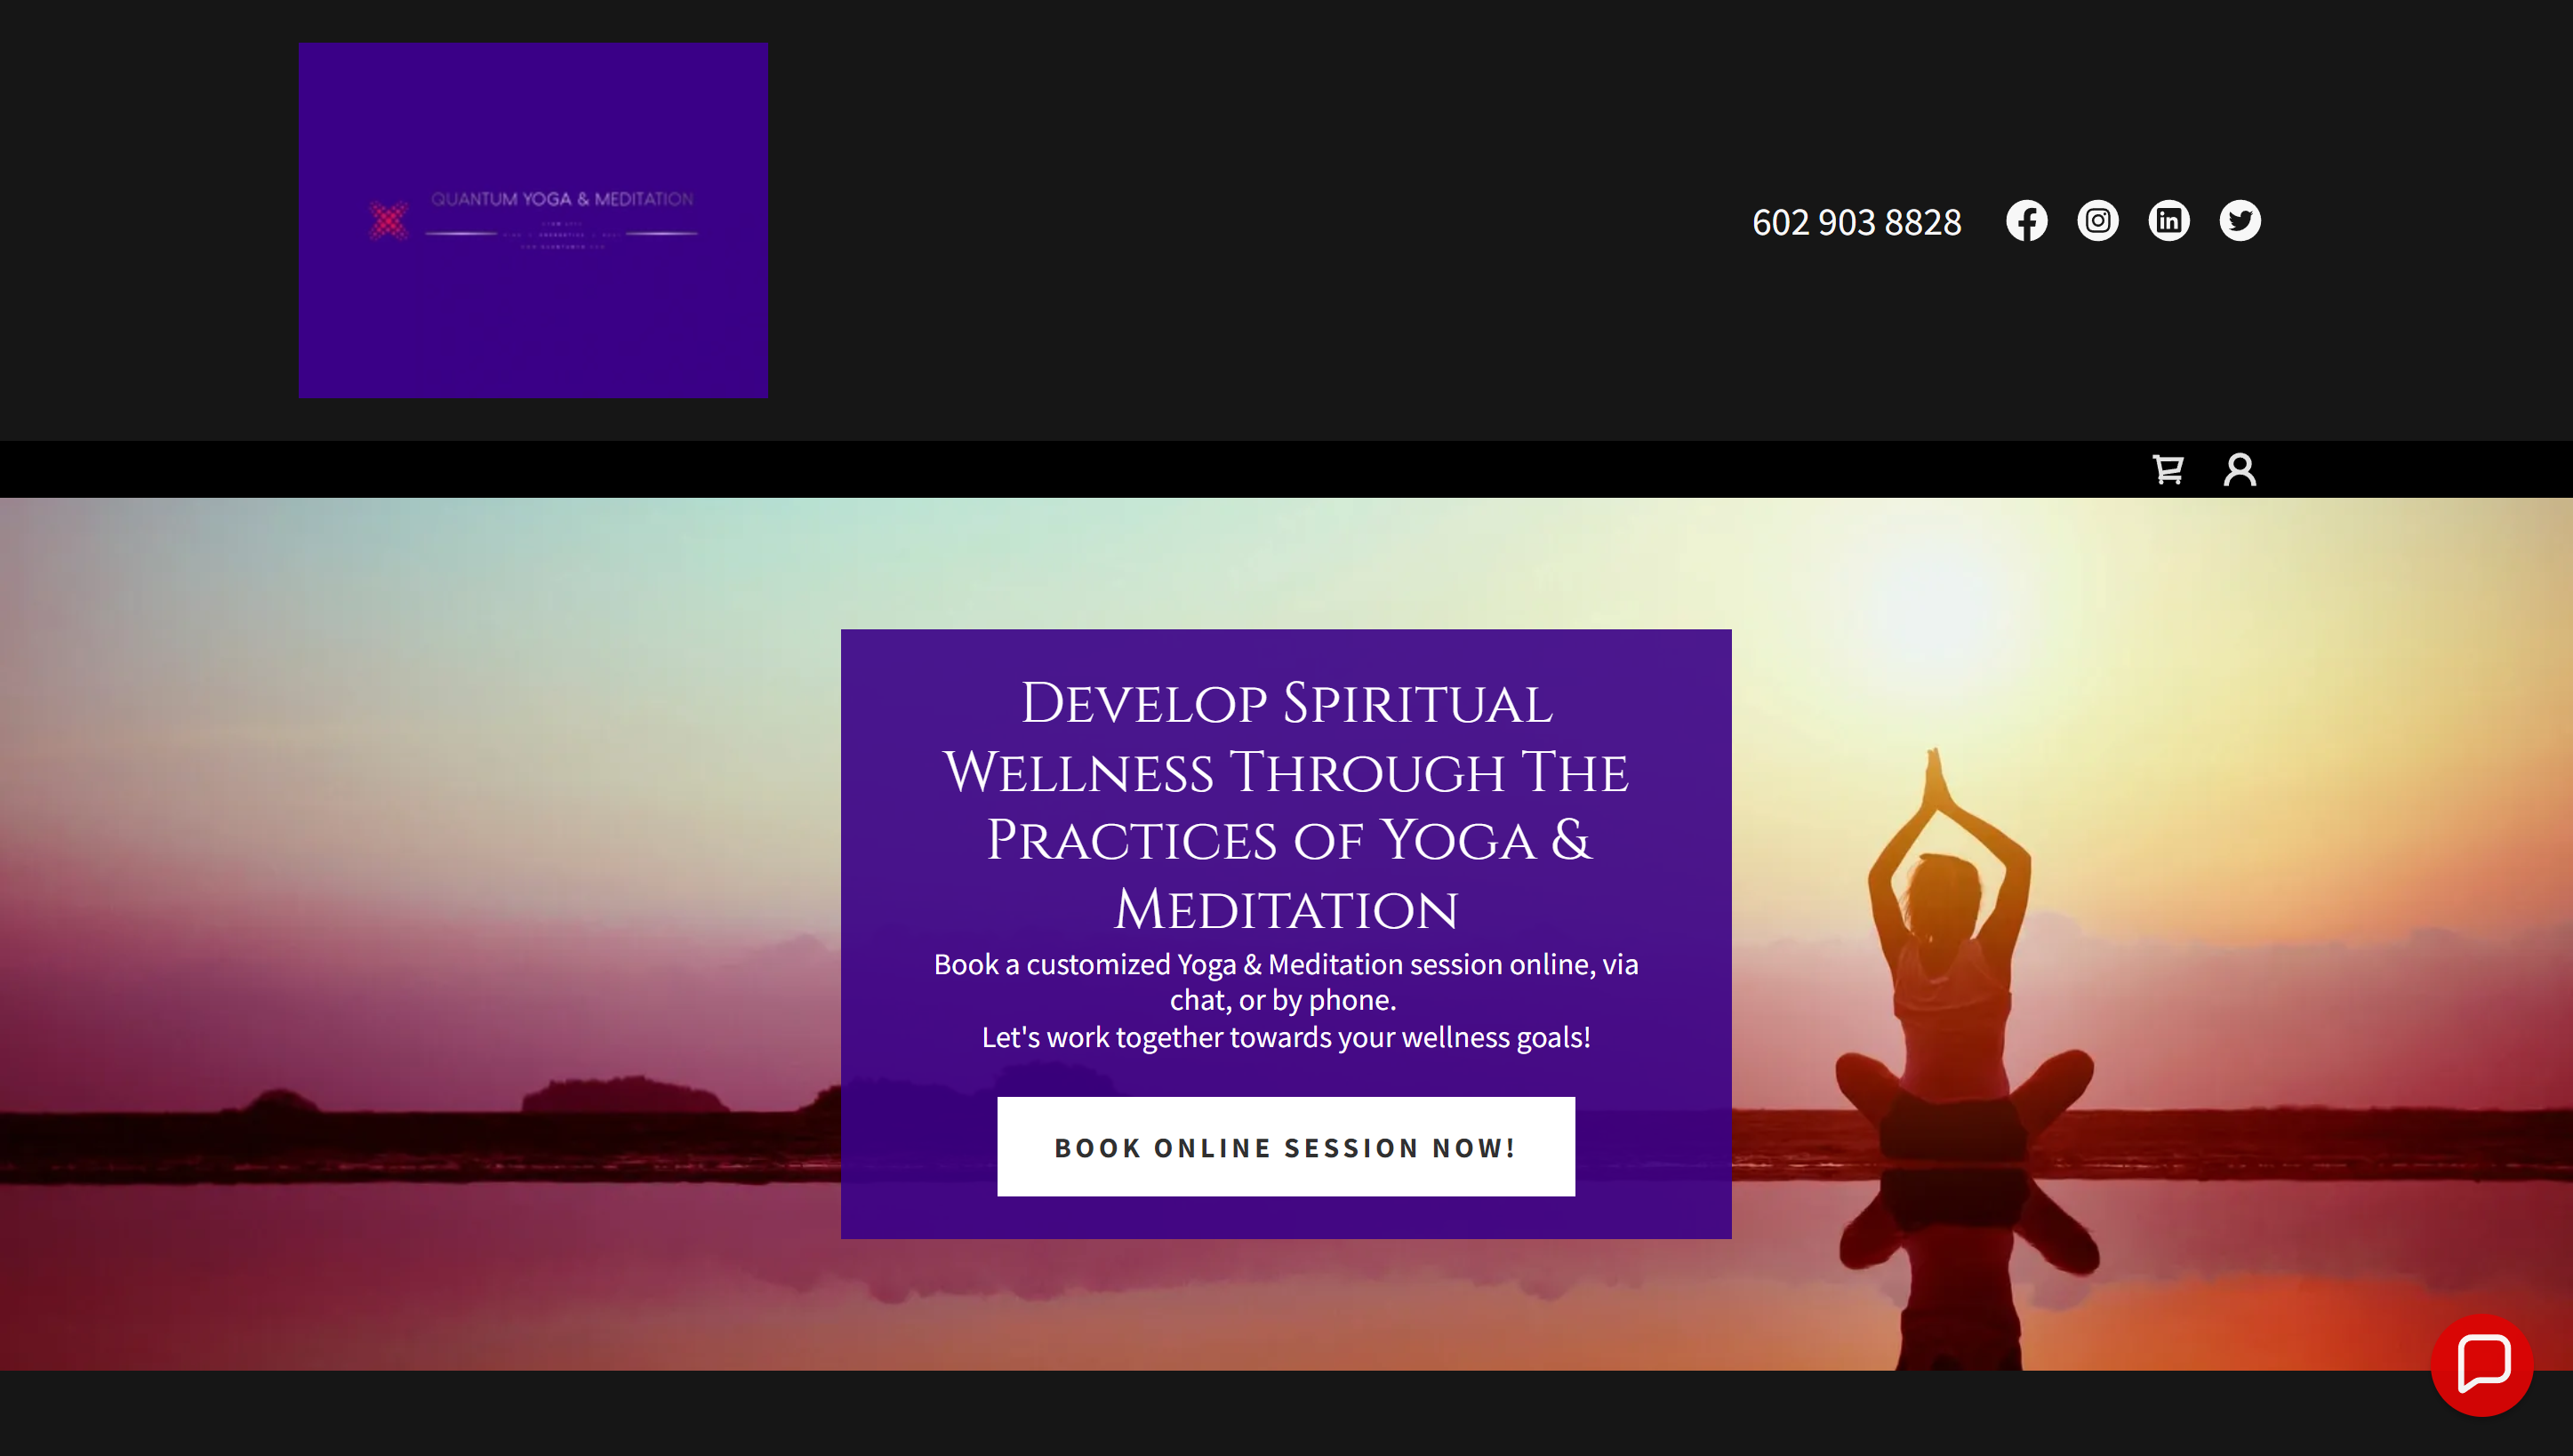 QUANTUM YOGA & MEDITATION
602 903 8828
Develop Spiritual
Wellness Through The
Practices of Yoga &
Meditation
Book a customized Yoga & Meditation session online, via
chat, or by phone.
Let's work together towards your wellness goals!
BOOK ONLINE SESSION NOW!